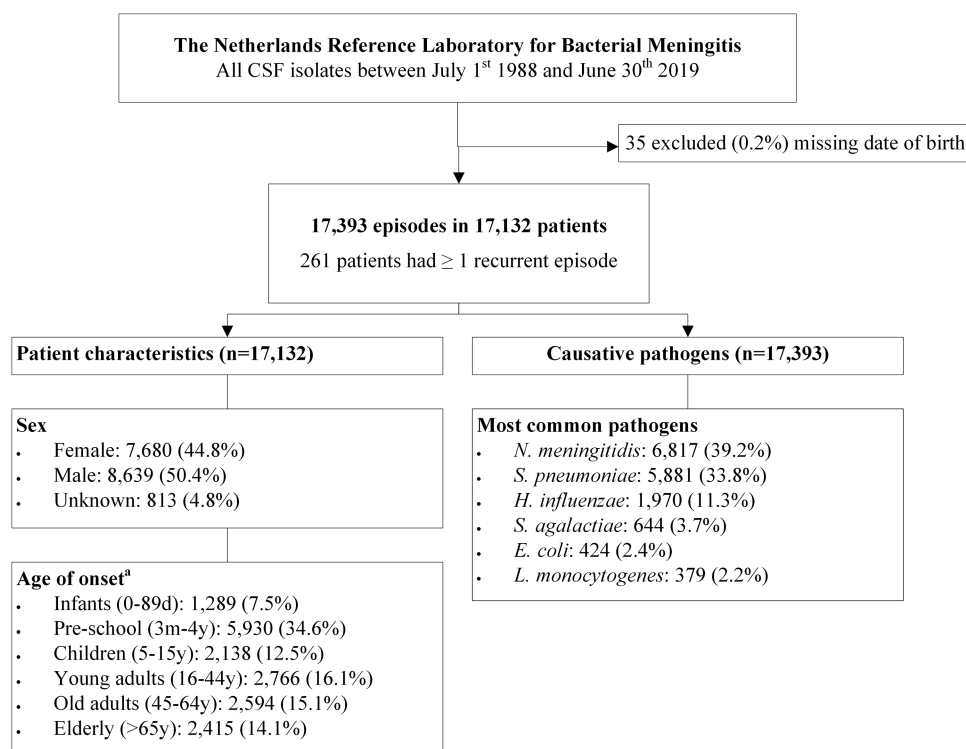 The Netherlands Reference Laboratory for Bacterial Meningitis
All CSF isolates between July 1st 1988 and June 30th 2019
35 excluded (0.2%) missing date of birth
17,393 episodes in 17,132 patients
261 patients had ≥ 1 recurrent episode
Patient characteristics (n=17,132)
Causative pathogens (n=17,393)
Sex
• Female: 7,680 (44.8%)
• Male: 8,639 (50.4%)
• Unknown: 813 (4.8%)
Most common pathogens
• N. meningitidis: 6,817 (39.2%)
• S. pneumoniae: 5,881 (33.8%)
• H. influenzae: 1,970 (11.3%)
• S. agalactiae: 644 (3.7%)
• E. coli: 424 (2.4%)
• L. monocytogenes: 379 (2.2%)
Age of onsetᵃ
• Infants (0-89d): 1,289 (7.5%)
• Pre-school (3m-4y): 5,930 (34.6%)
• Children (5-15y): 2,138 (12.5%)
• Young adults (16-44y): 2,766 (16.1%)
• Old adults (45-64y): 2,594 (15.1%)
• Elderly (>65y): 2,415 (14.1%)